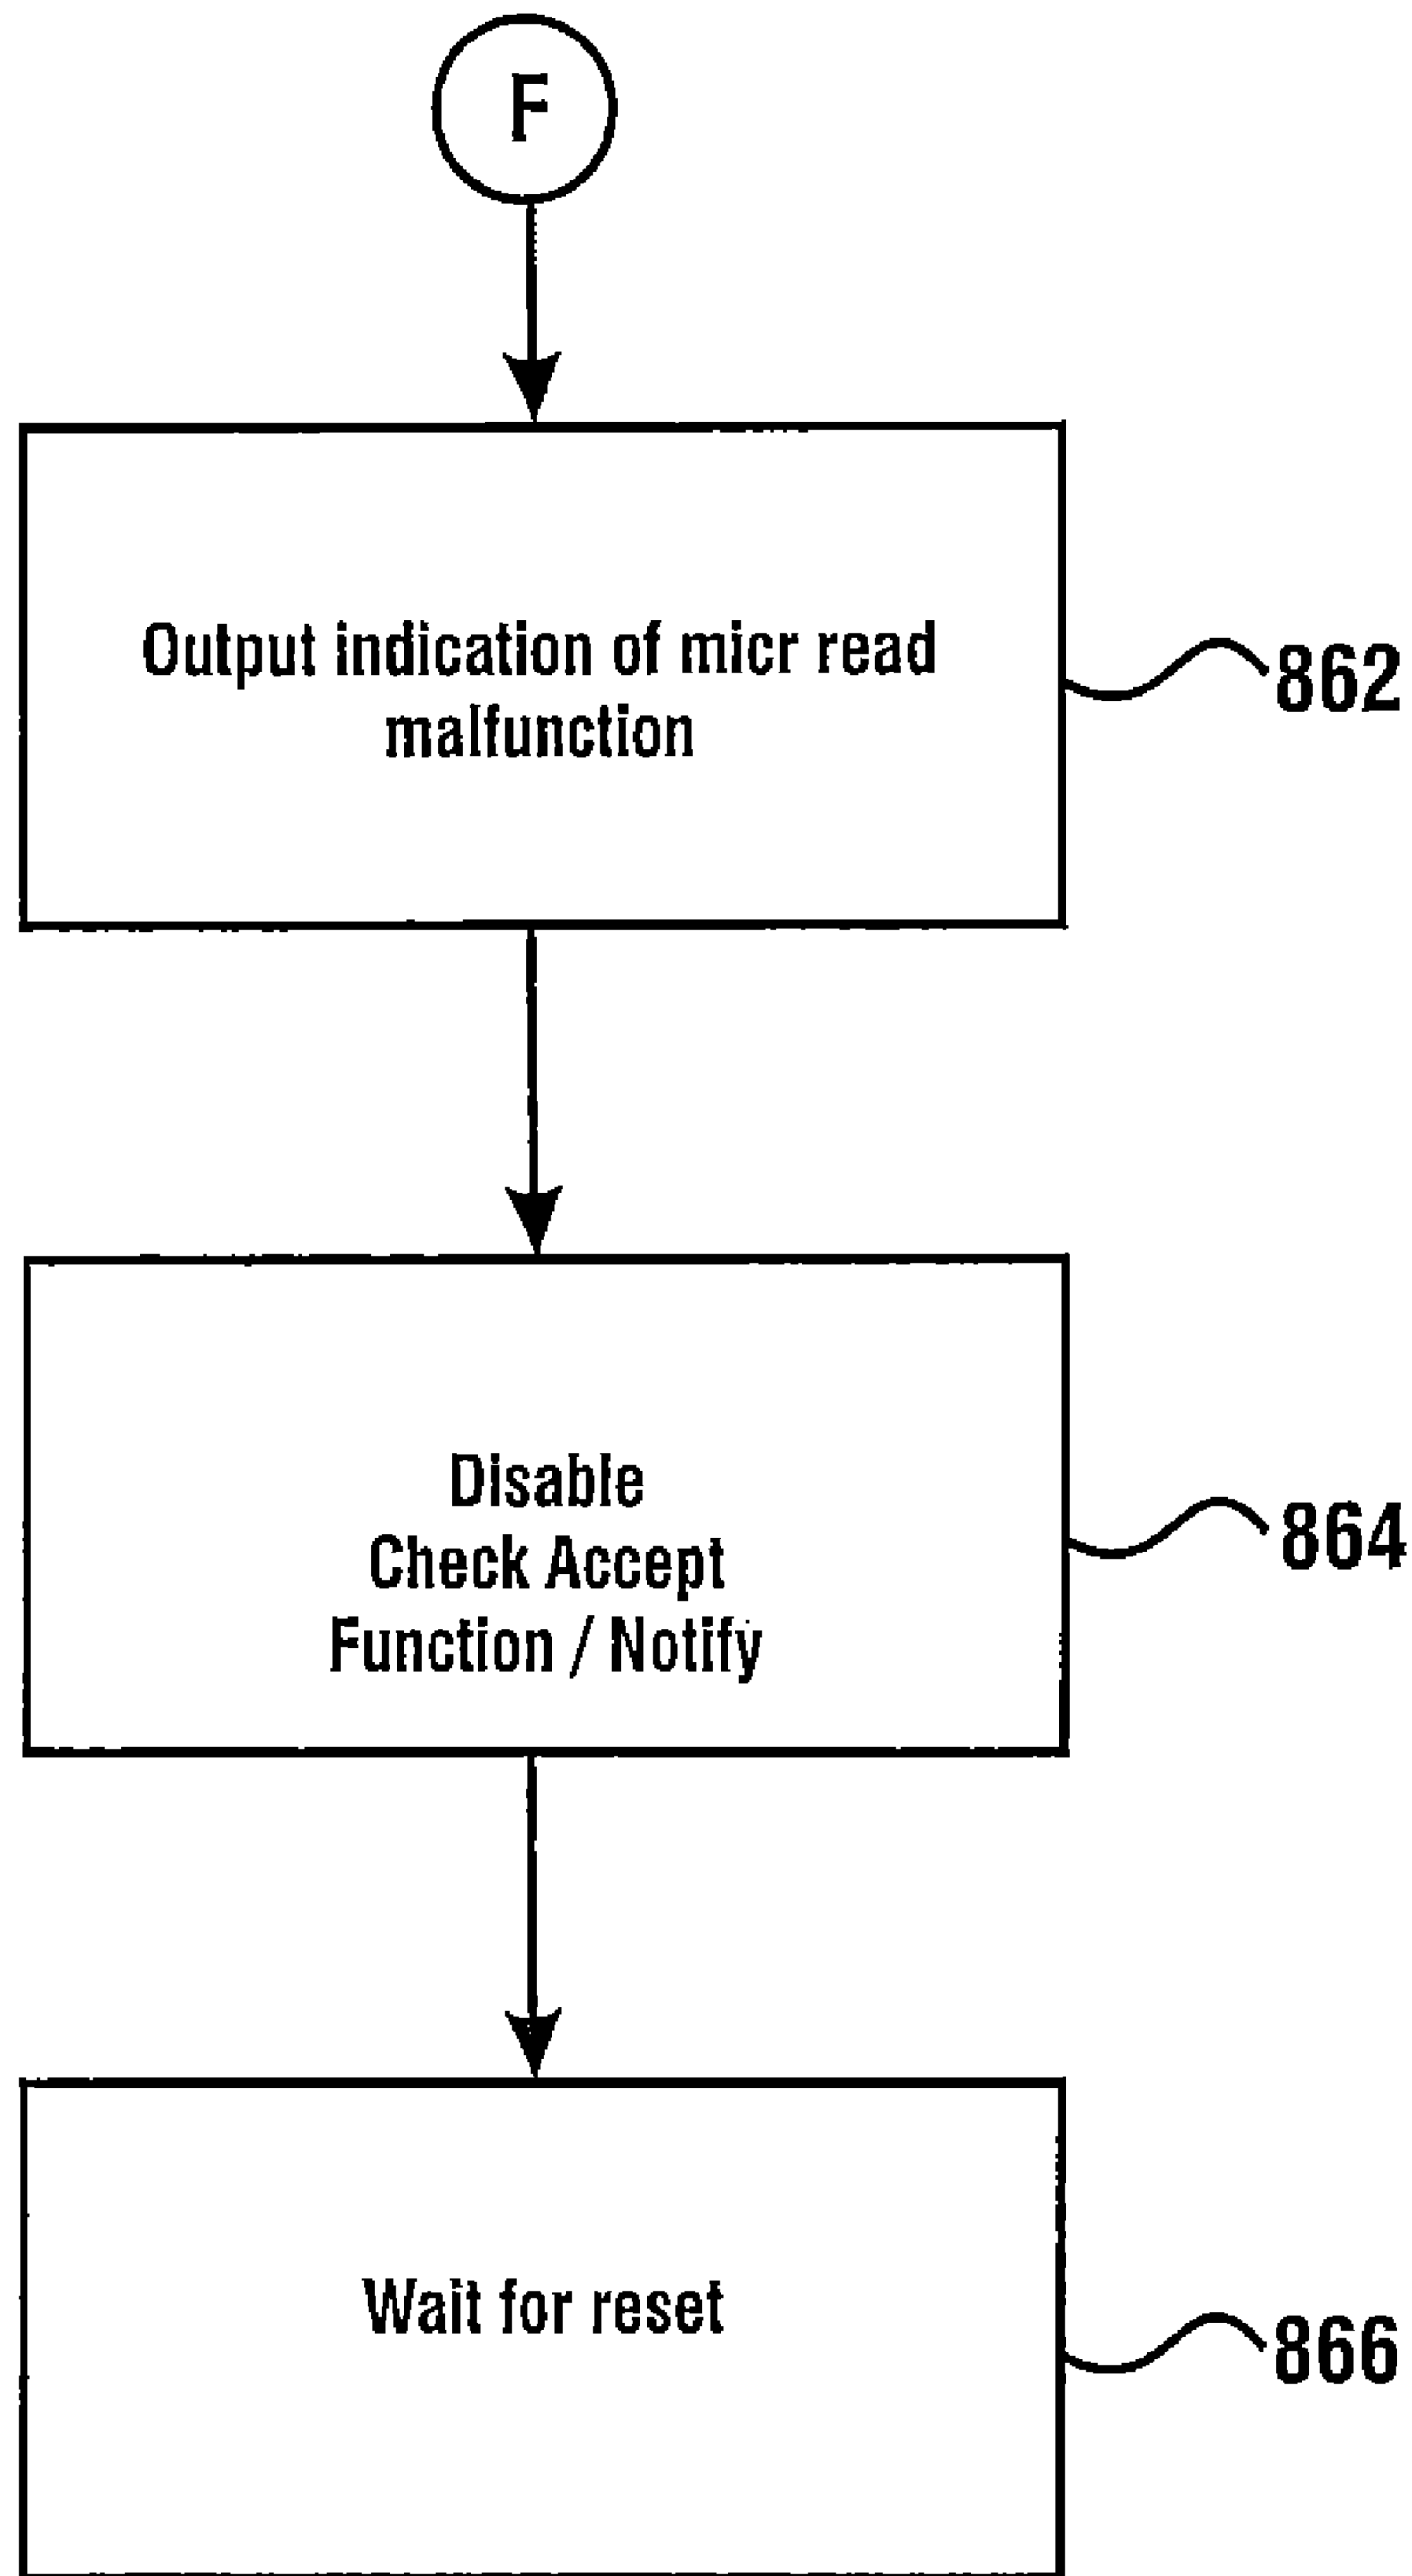 F
Output indication of micr read
malfunction
862
Disable
Check Accept
Function / Notify
864
Wait for reset
866